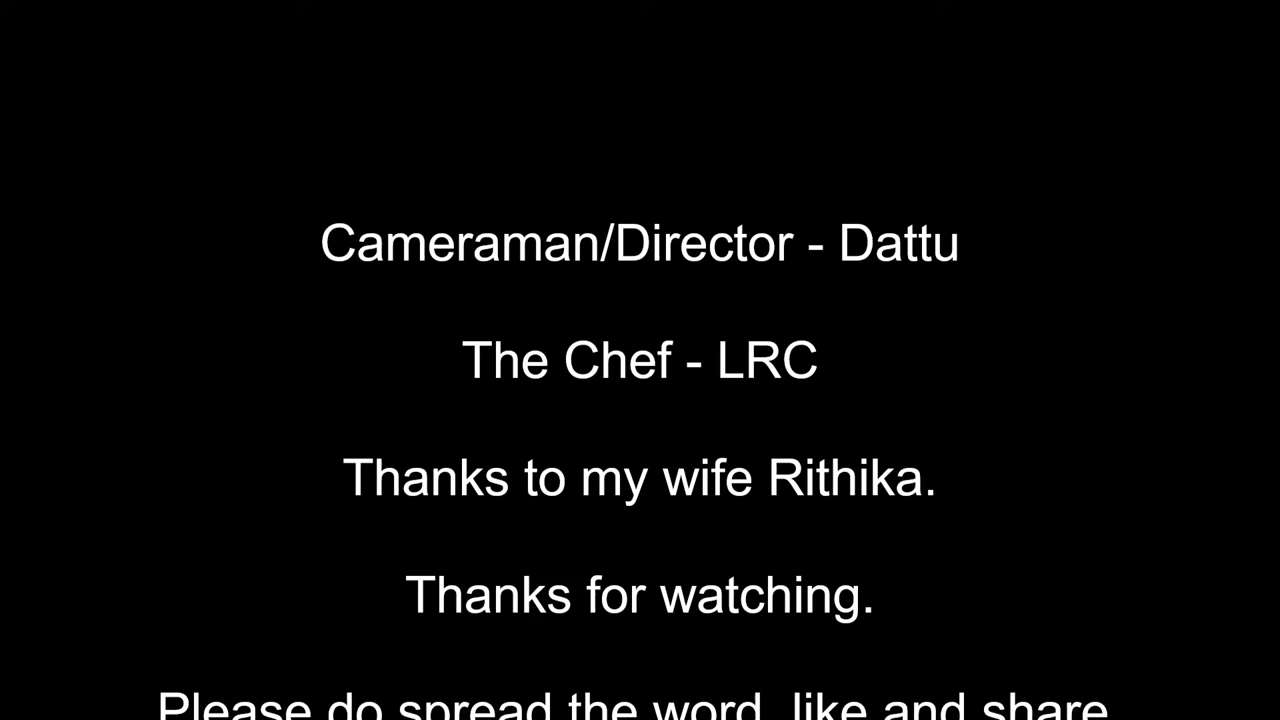 Cameraman/Director - Dattu
The Chef - LRC
Thanks to my wife Rithika.
Thanks for watching.
Please do spread the word, like and share